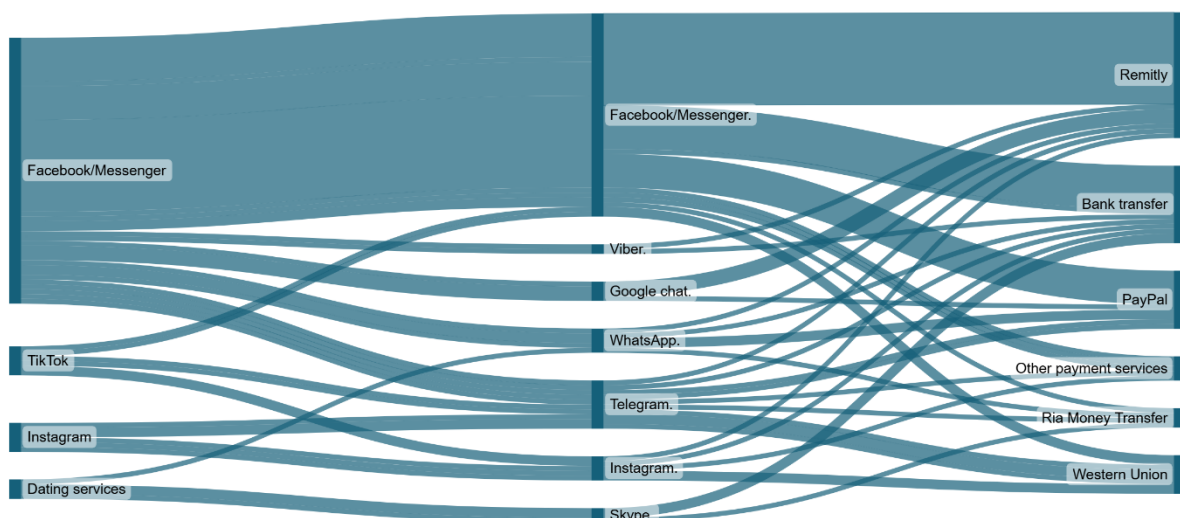 Facebook/Messenger
TikTok
Instagram
Dating services
Facebook/Messenger.
Viber.
Google chat.
WhatsApp.
Telegram.
Instagram.
Skype
Remitly
Bank transfer
PayPal
Other payment services
Ria Money Transfer
Western Union